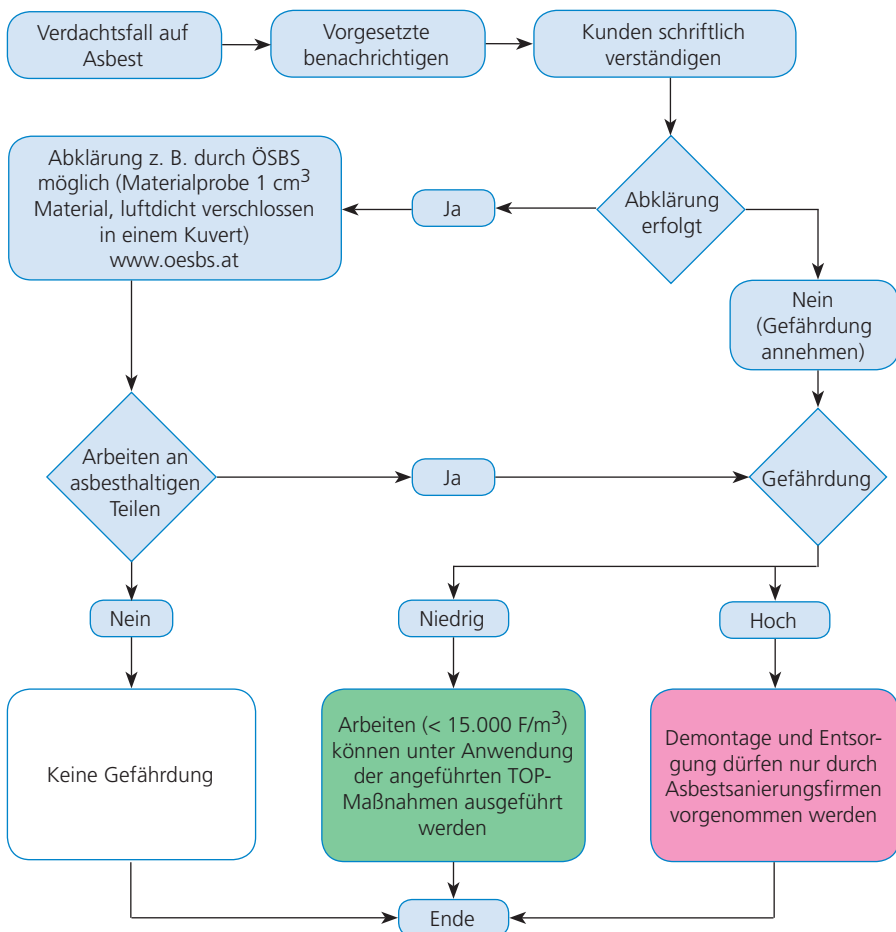 Verdachtsfall auf
Asbest
Vorgesetzte
benachrichtigen
Kunden schriftlich
verständigen
Abklärung z. B. durch ÖSBS
möglich (Materialprobe 1 cm³
Material, luftdicht verschlossen
in einem Kuvert)
www.oesbs.at
Ja
Abklärung
erfolgt
Nein
(Gefährdung
annehmen)
Arbeiten an
asbesthaltigen
Teilen
Ja
Gefährdung
Nein
Niedrig
Hoch
Keine Gefährdung
Arbeiten (< 15.000 F/m³)
können unter Anwendung
der angeführten TOP-
Maßnahmen ausgeführt
werden
Demontage und Entsor-
gung dürfen nur durch
Asbestsanierungsfirmen
vorgenommen werden
Ende